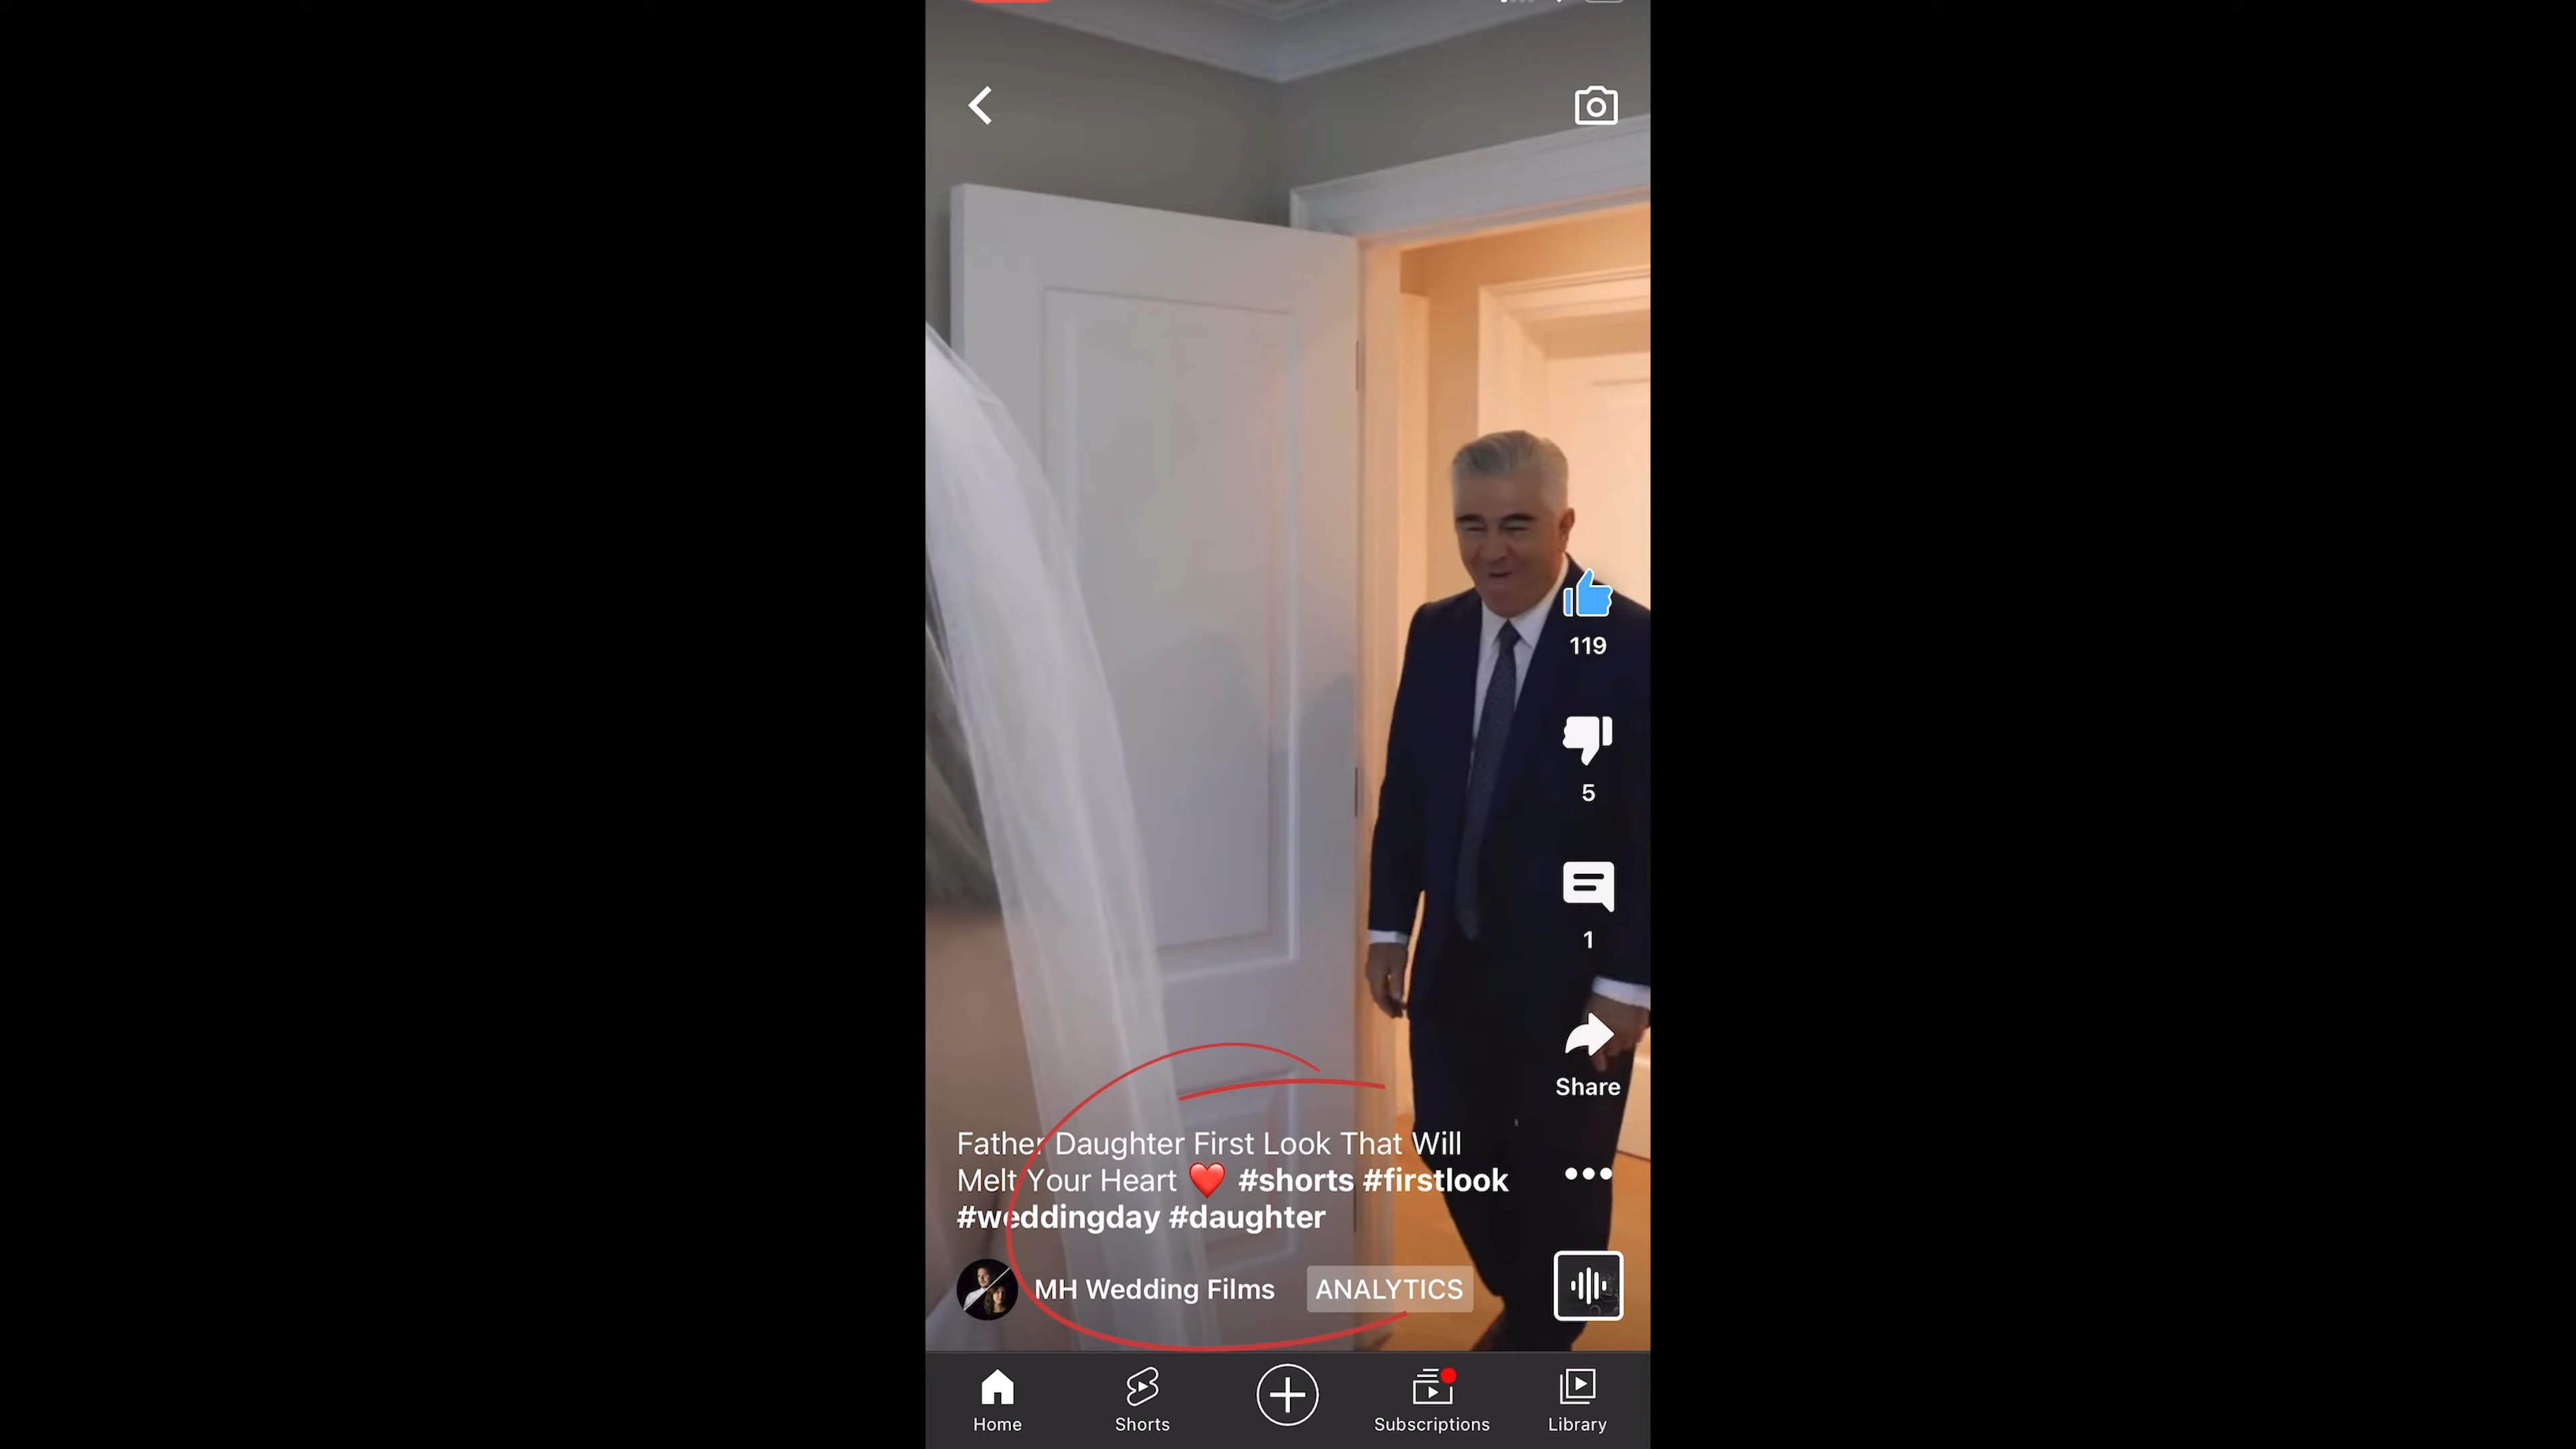 119
5
1
Share
Father Daughter First Look That Will
Melt Your Heart ❤️ #shorts #firstlook
#weddingday #daughter
MH Wedding Films ANALYTICS
Home Shorts Subscriptions Library